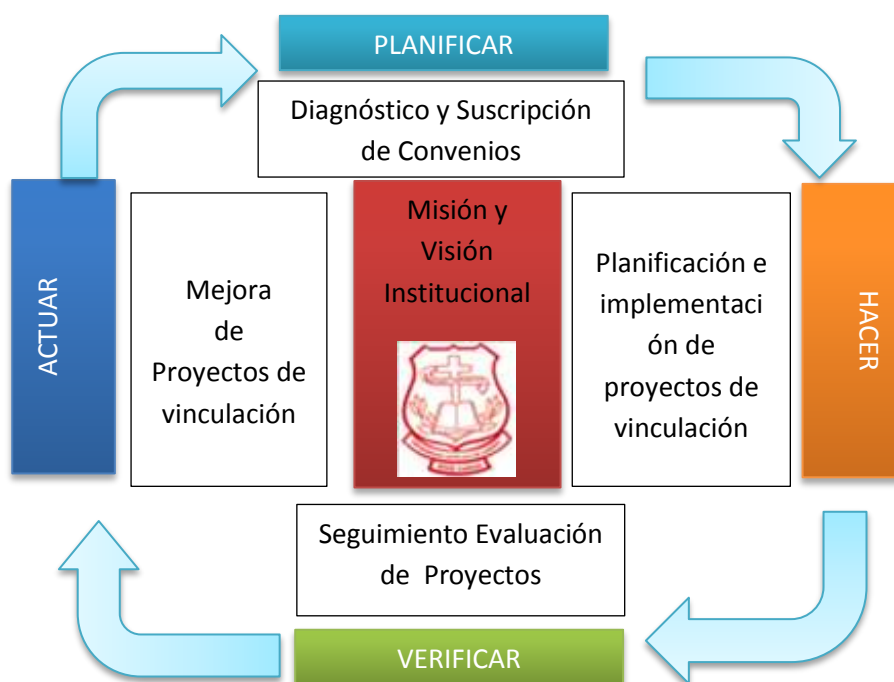 PLANIFICAR
Diagnóstico y Suscripción
de Convenios
ACTUAR
Mejora
de
Proyectos de
vinculación
Misión y
Visión
Institucional
Planificación e
implementaci
ón de
proyectos de
vinculación
HACER
Seguimiento Evaluación
de Proyectos
VERIFICAR